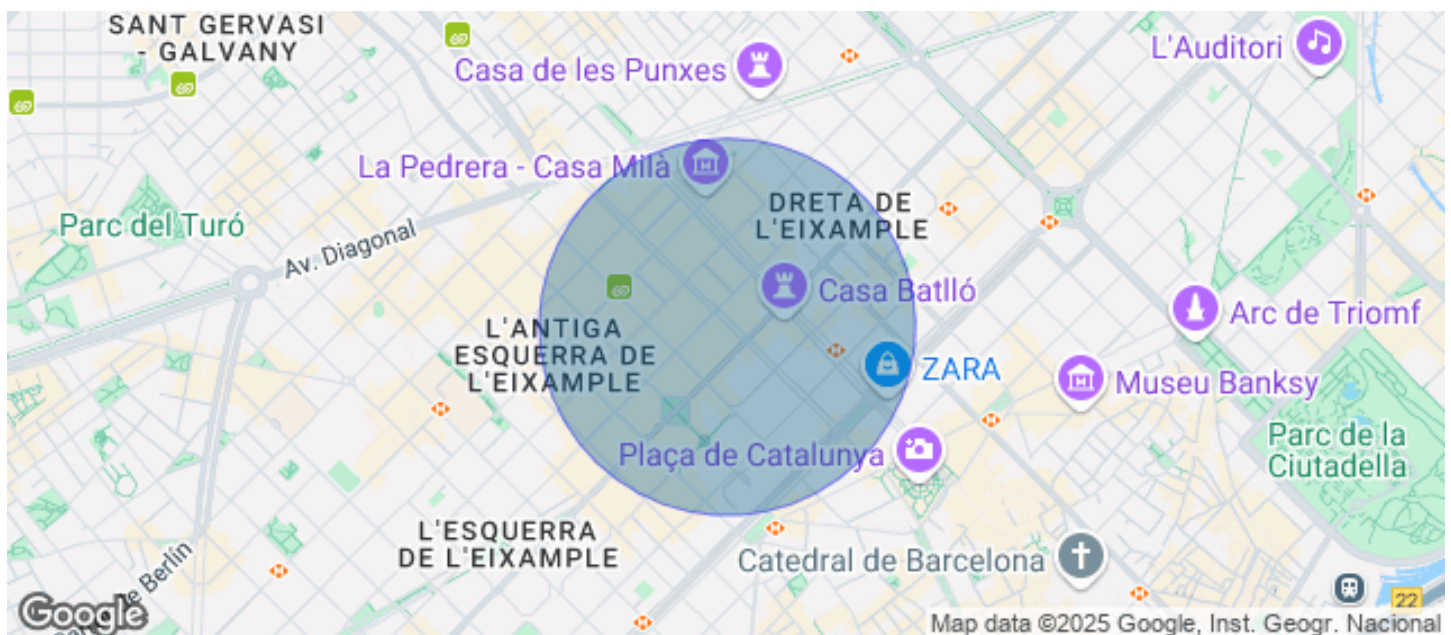 SANT GERVASI
- GALVANY
Casa de les Punxes
L'Auditori
La Pedrera - Casa Milà
DRETA DE
L'EIXAMPLE
Parc del Turó
Av. Diagonal
Casa Batlló
Arc de Triomf
L'ANTIGA
ESQUERRA DE
L'EIXAMPLE
ZARA
Museu Banksy
Plaça de Catalunya
Parc de la
Ciutadella
L'ESQUERRA
DE L'EIXAMPLE
Catedral de Barcelona
de Berlín
22
Google
Map data ©2025 Google, Inst. Geogr. Nacional